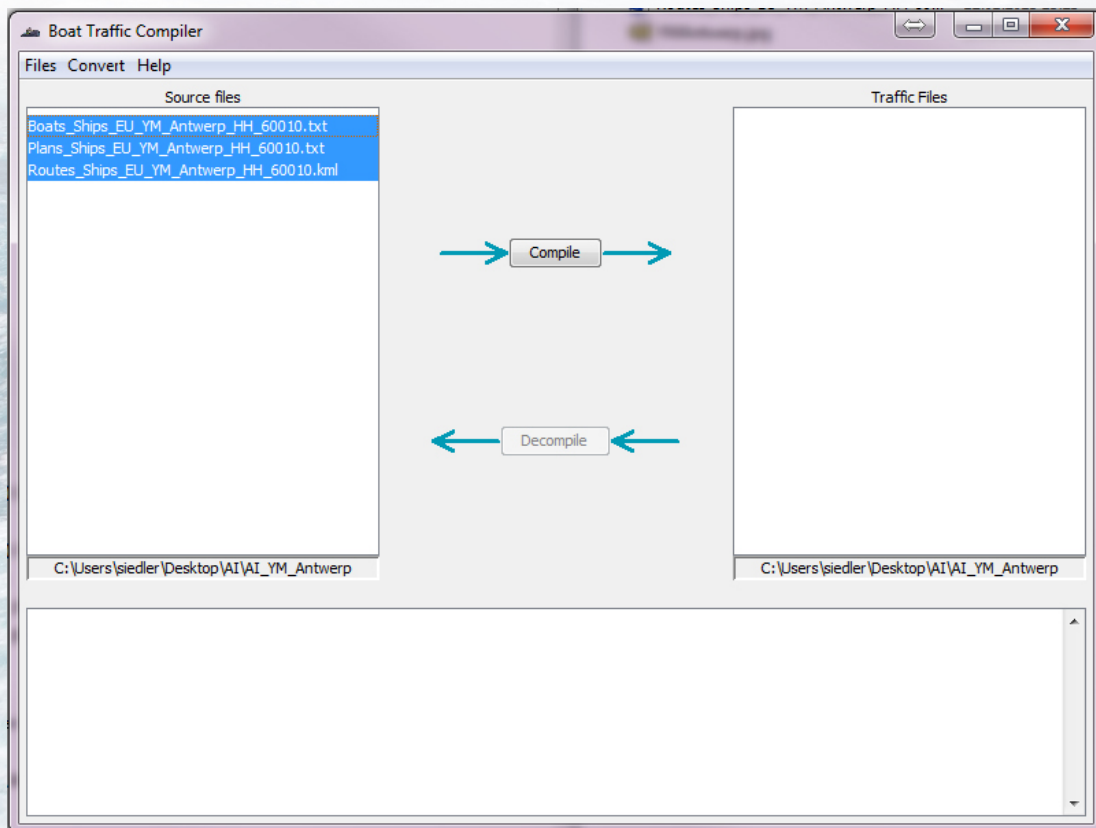 Boat Traffic Compiler
Files Convert Help
Source files
Traffic Files
Boats_Ships_EU_YM_Antwerp_HH_60010.txt
Plans_Ships_EU_YM_Antwerp_HH_60010.txt
Routes_Ships_EU_YM_Antwerp_HH_60010.kml
Compile
Decompile
C:\Users\siedler\Desktop\AI\AI_YM_Antwerp
C:\Users\siedler\Desktop\AI\AI_YM_Antwerp